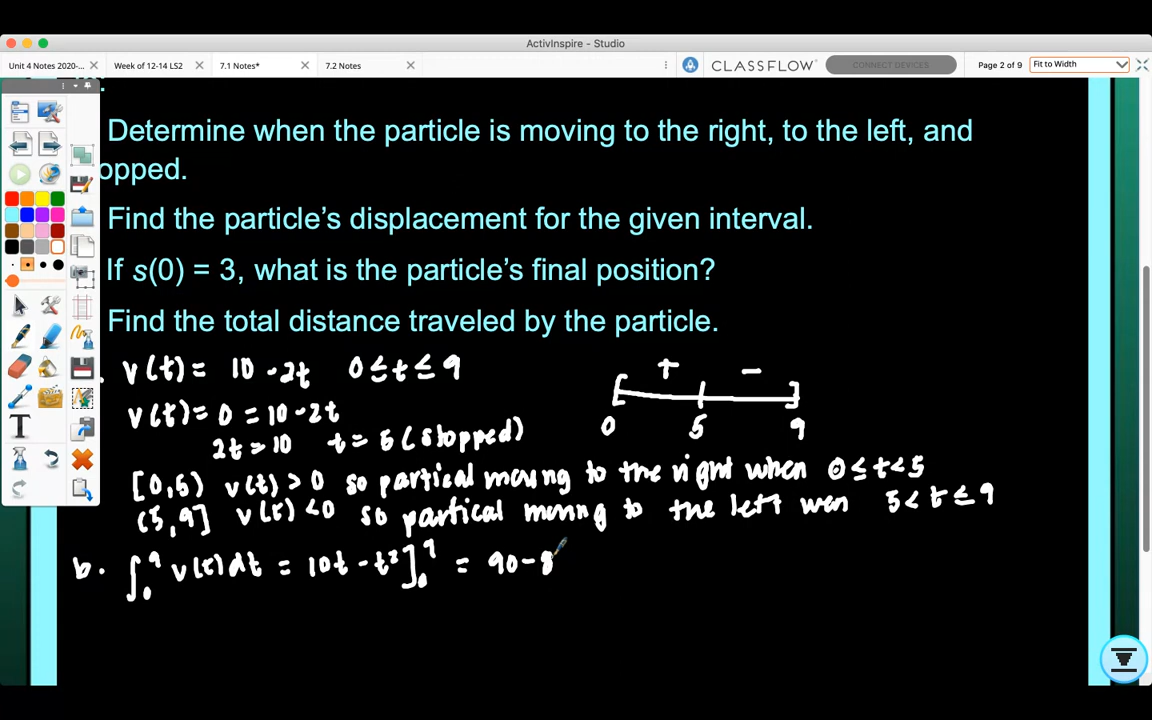 ActivInspire - Studio
Unit 4 Notes 2020-...
Week of 12-14 LS2
7.1 Notes*
7.2 Notes
CLASSFLOW
CONNECT DEVICES
Page 2 of 9
Fit to Width
Determine when the particle is moving to the right, to the left, and
opped.
Find the particle's displacement for the given interval.
If s(0) = 3, what is the particle's final position?
Find the total distance traveled by the particle.
v(t) = 10 - 2t 0 ≤ t ≤ 9
+ -
0 5 9
v(t) = 0 = 10 - 2t
2t = 10 t = 5 (stopped)
[0,5) v(t) > 0 so partical moving to the right when 0 ≤ t < 5
(5,9] v(t) < 0 so partical moving to the left wen 5 < t ≤ 9
b. ∫₀⁹ v(t) dt = 10t - t²]₀⁹ = 90 - 8